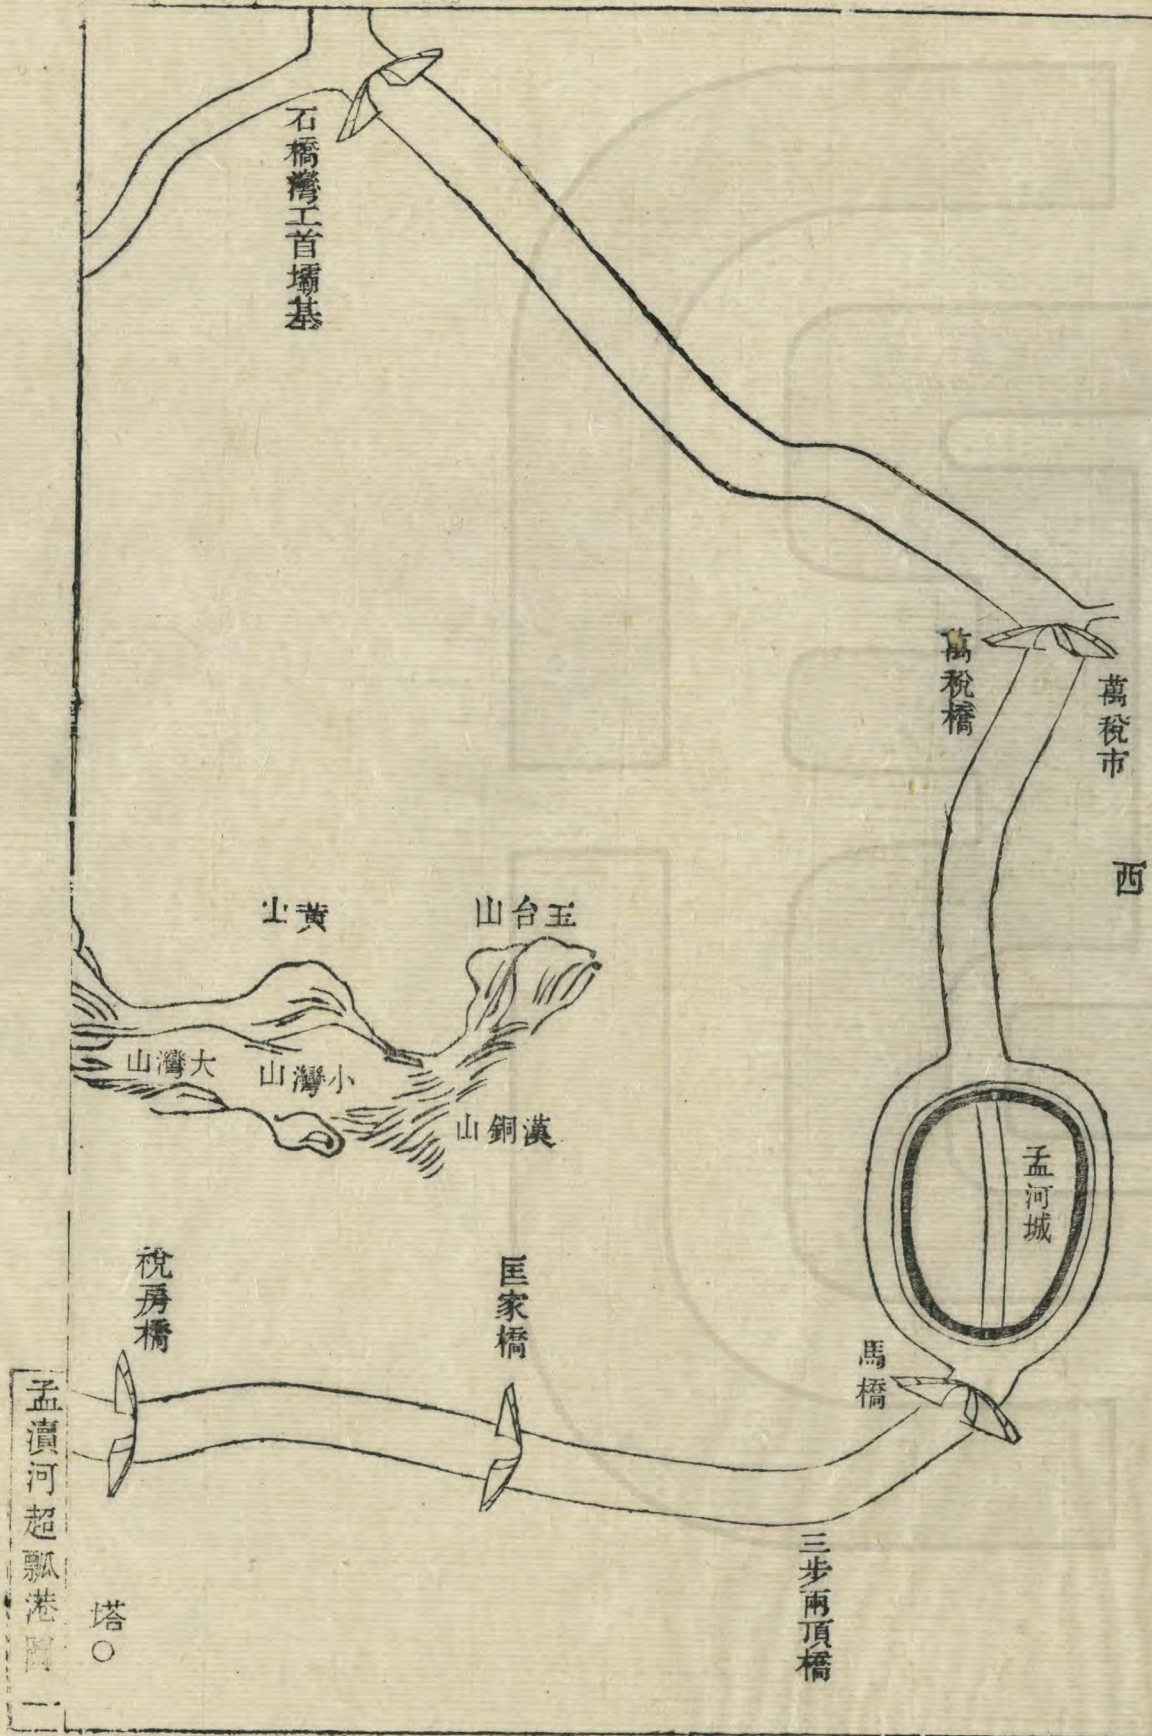 西
萬稅市
萬稅橋
孟河城
馬橋
三步兩頂橋
玉台山
漢銅山
匡家橋
石橋灣工首壩基
黃山
小灣山
大灣山
稅房橋
塔
孟瀆河超瓢港圖 一